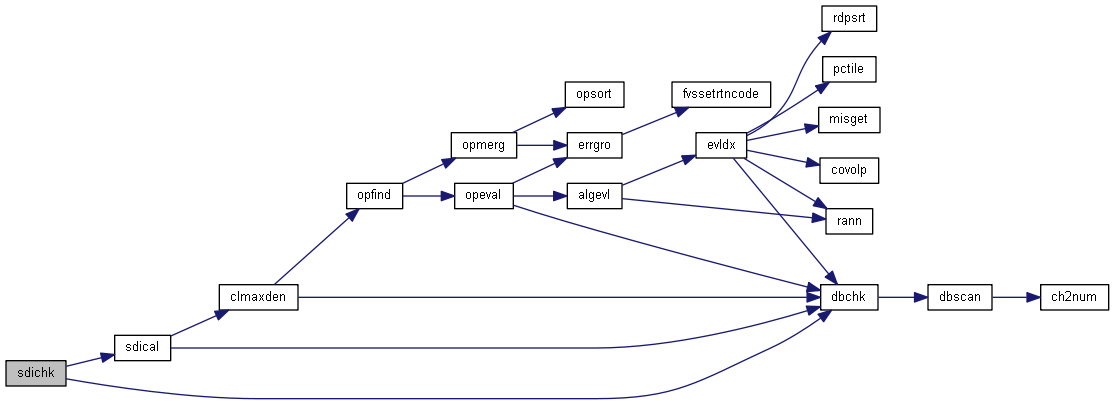 rdpsrt
pctile
opsort
fvssetrtncode
misget
opmerg
errgro
evldx
covolp
opfind
opeval
algevl
rann
clmaxden
dbchk
dbscan
ch2num
sdical
sdichk